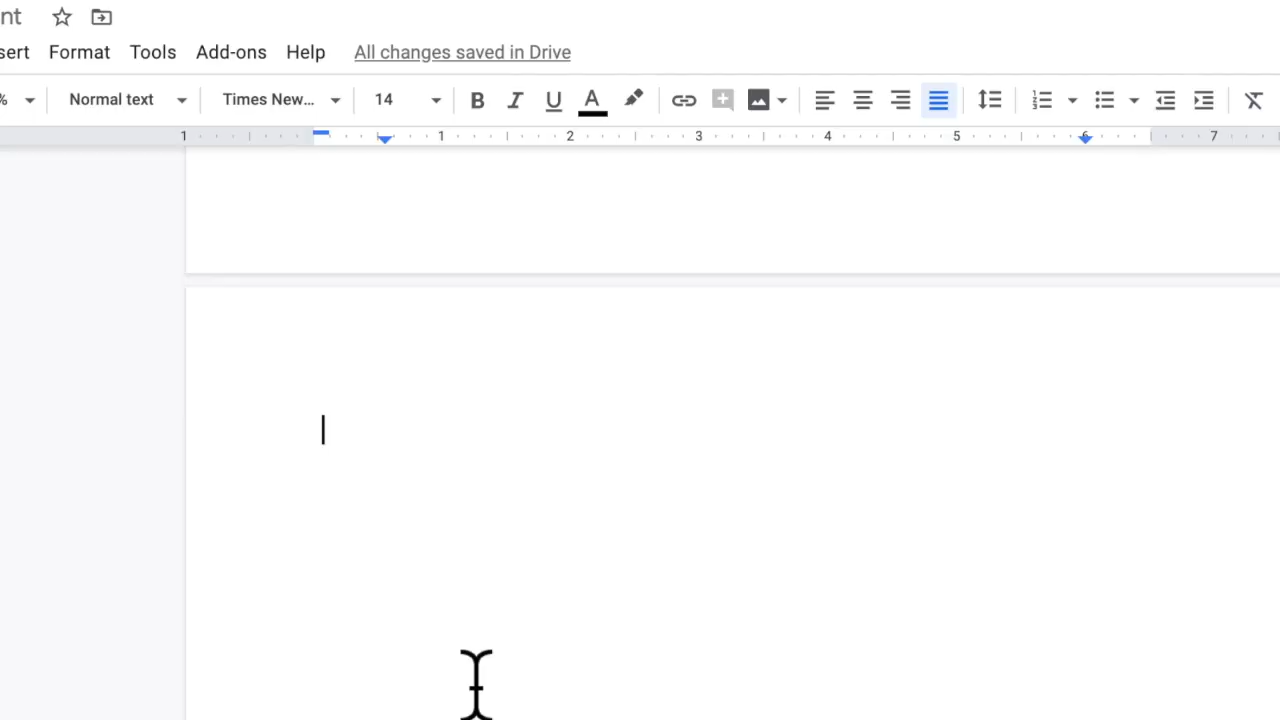 nt
sert Format Tools Add-ons Help All changes saved in Drive
% Normal text Times New... 14 B I U A
1 1 2 3 4 5 6 7